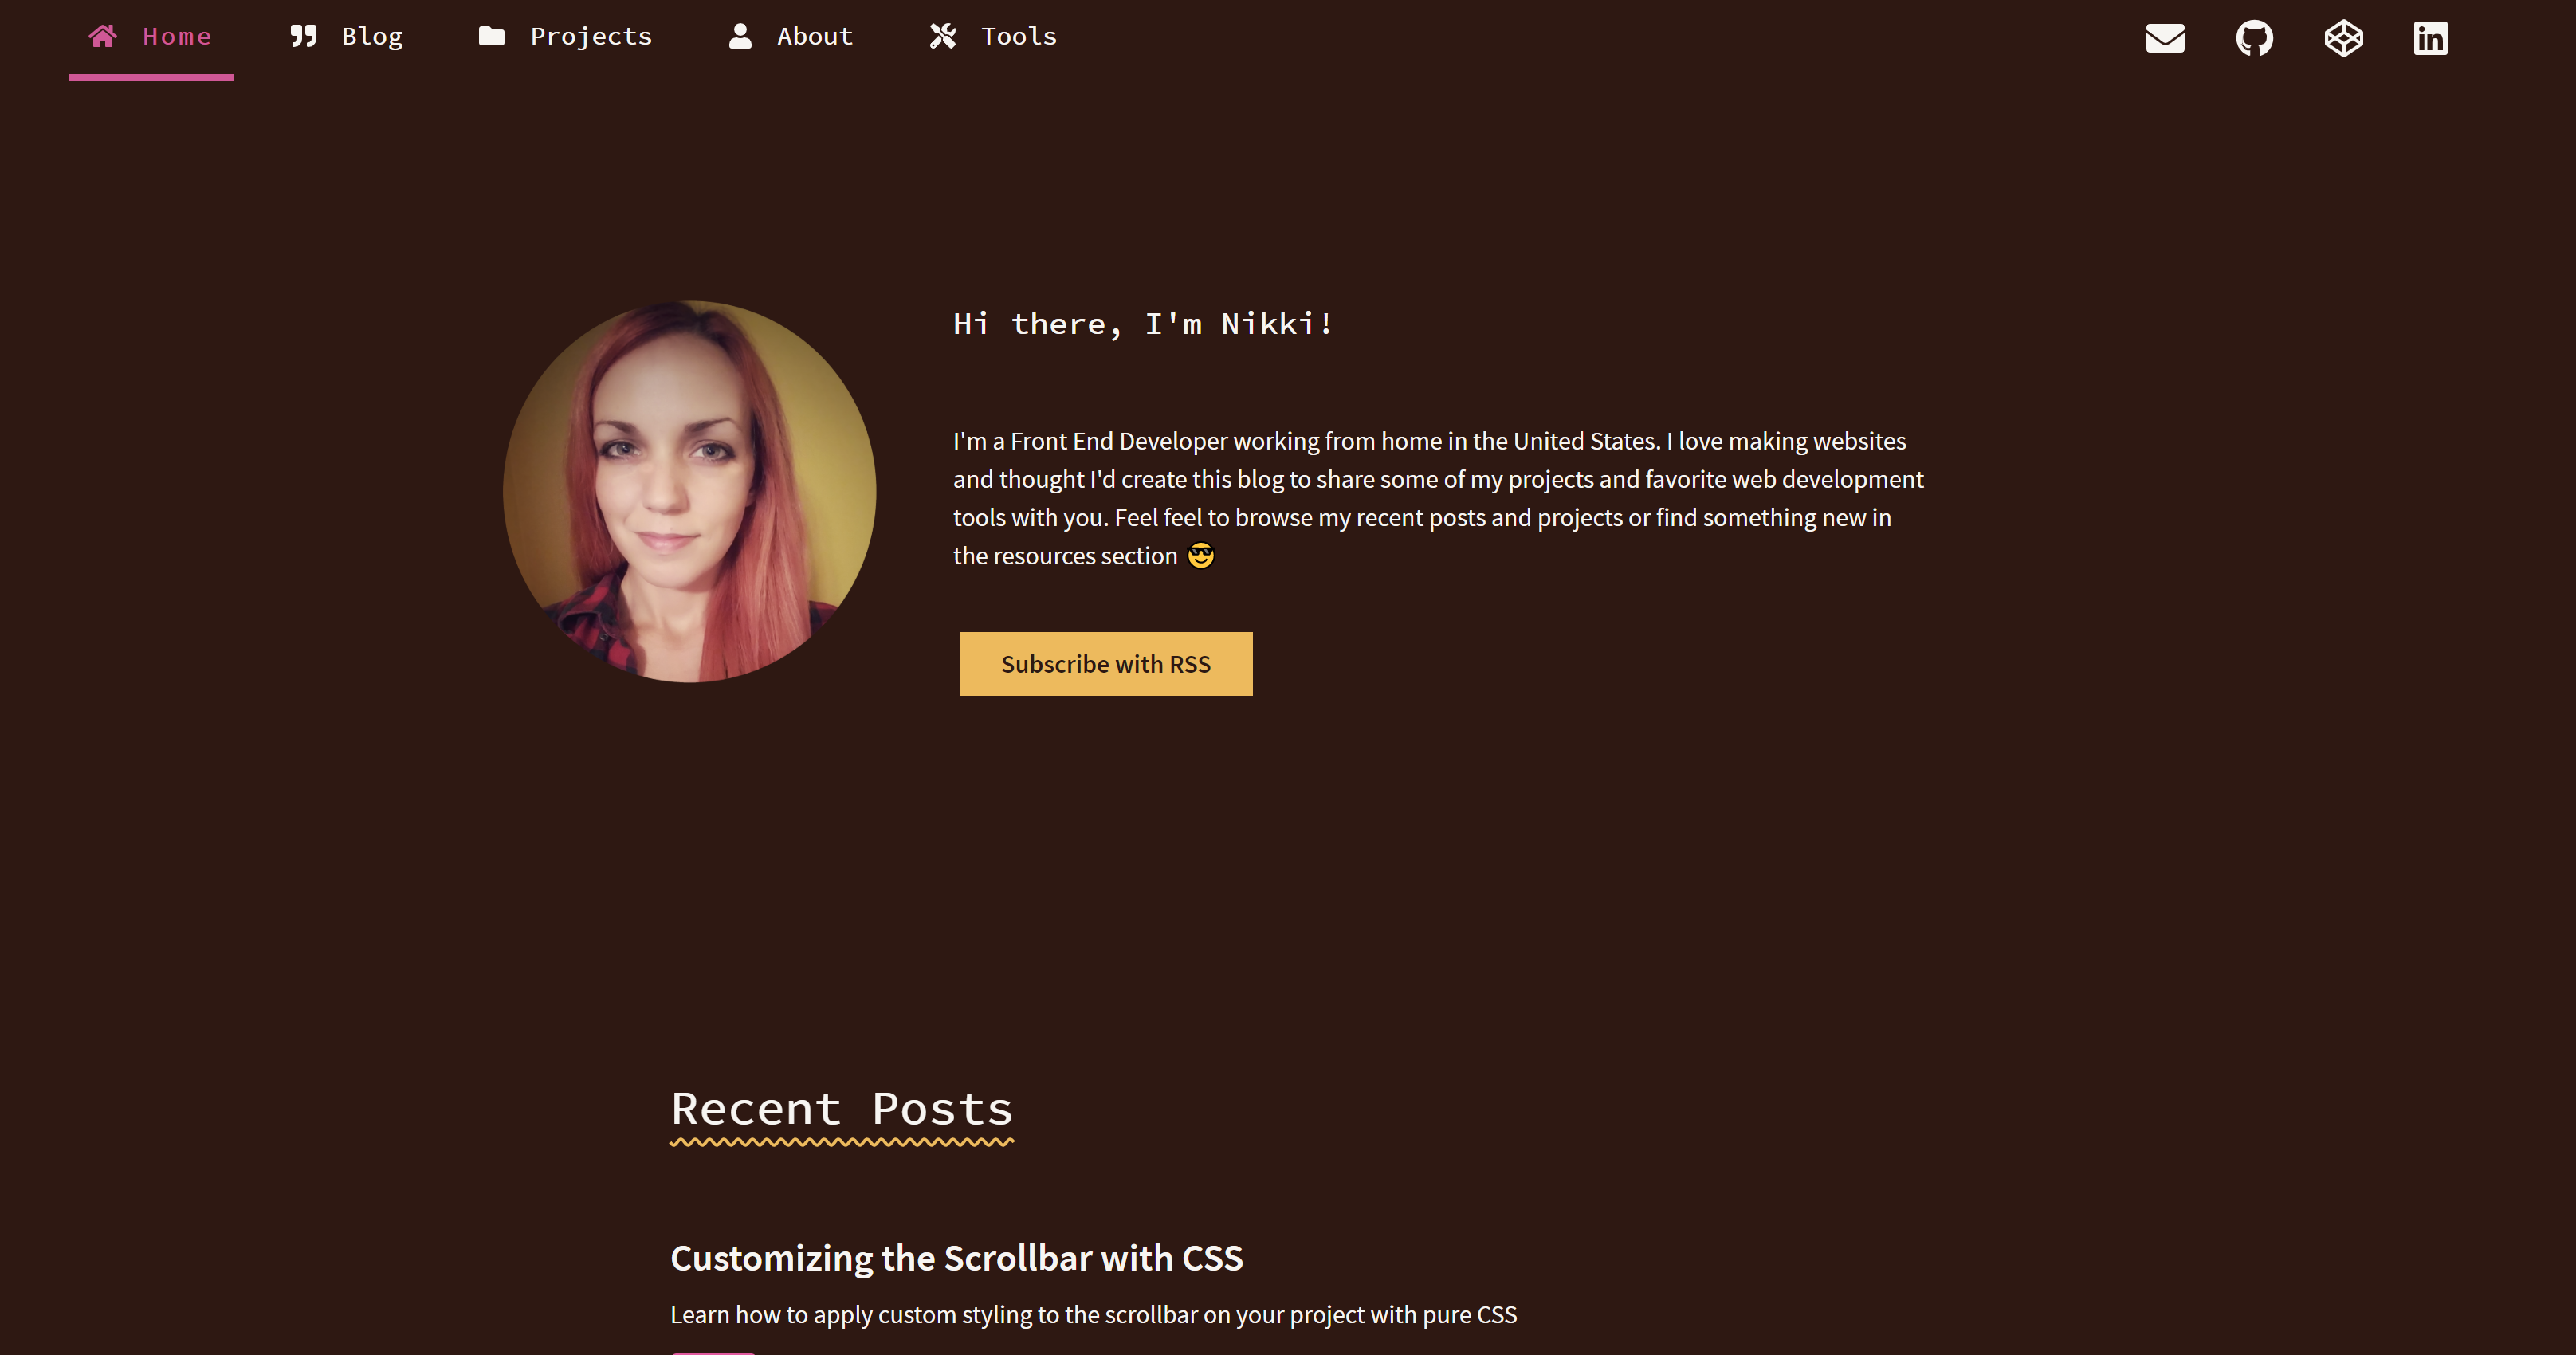 Home
Blog
Projects
About
Tools
Hi there, I'm Nikki!
I'm a Front End Developer working from home in the United States. I love making websites
and thought I'd create this blog to share some of my projects and favorite web development
tools with you. Feel feel to browse my recent posts and projects or find something new in
the resources section 😎
Subscribe with RSS
Recent Posts
Customizing the Scrollbar with CSS
Learn how to apply custom styling to the scrollbar on your project with pure CSS